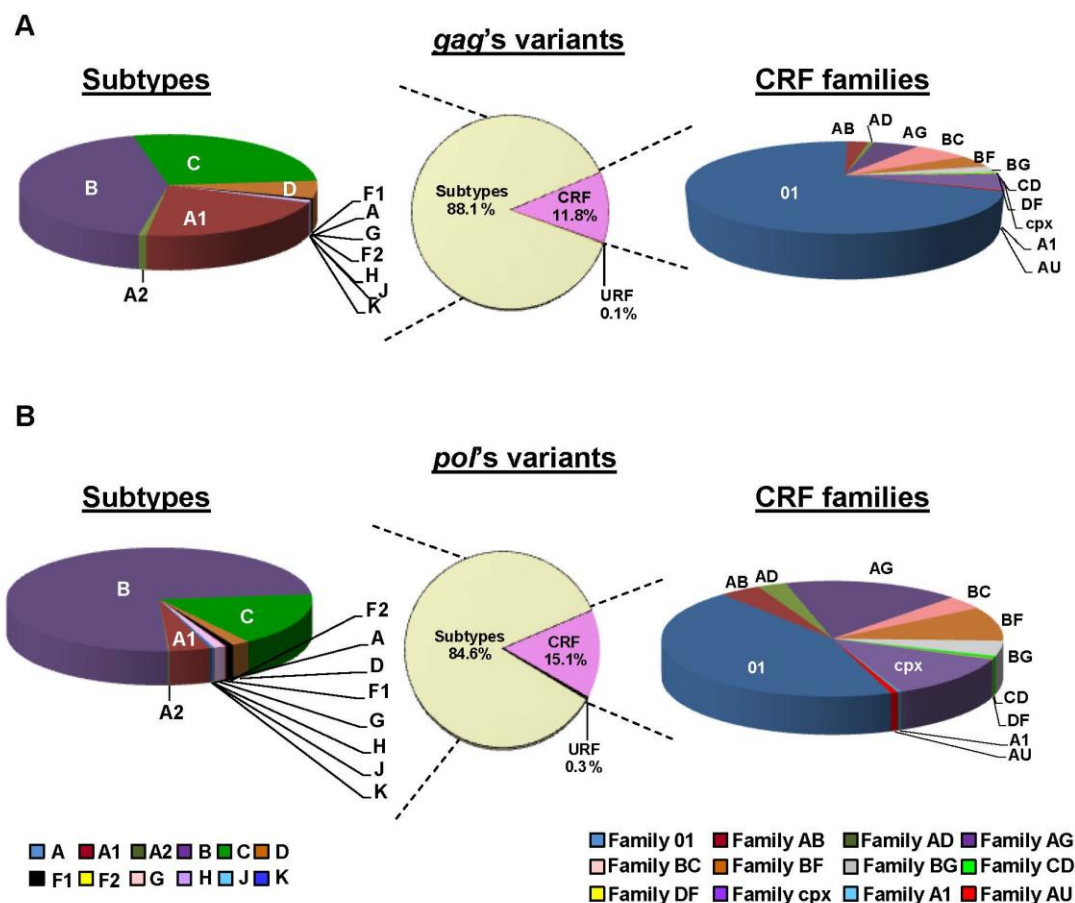 A
gag's variants
Subtypes
CRF families
B
C
D
A1
A2
F1
A
G
F2
H
J
K
Subtypes
88.1%
CRF
11.8%
URF
0.1%
01
AB
AD
AG
BC
BF
BG
CD
DF
cpx
A1
AU
B
pol's variants
Subtypes
CRF families
B
C
A1
A2
F2
A
D
F1
G
H
J
K
Subtypes
84.6%
CRF
15.1%
URF
0.3%
01
AB
AD
AG
BC
BF
BG
cpx
CD
DF
A1
AU
A A1 A2 B C D
F1 F2 G H J K
Family 01 Family AB Family AD Family AG
Family BC Family BF Family BG Family CD
Family DF Family cpx Family A1 Family AU